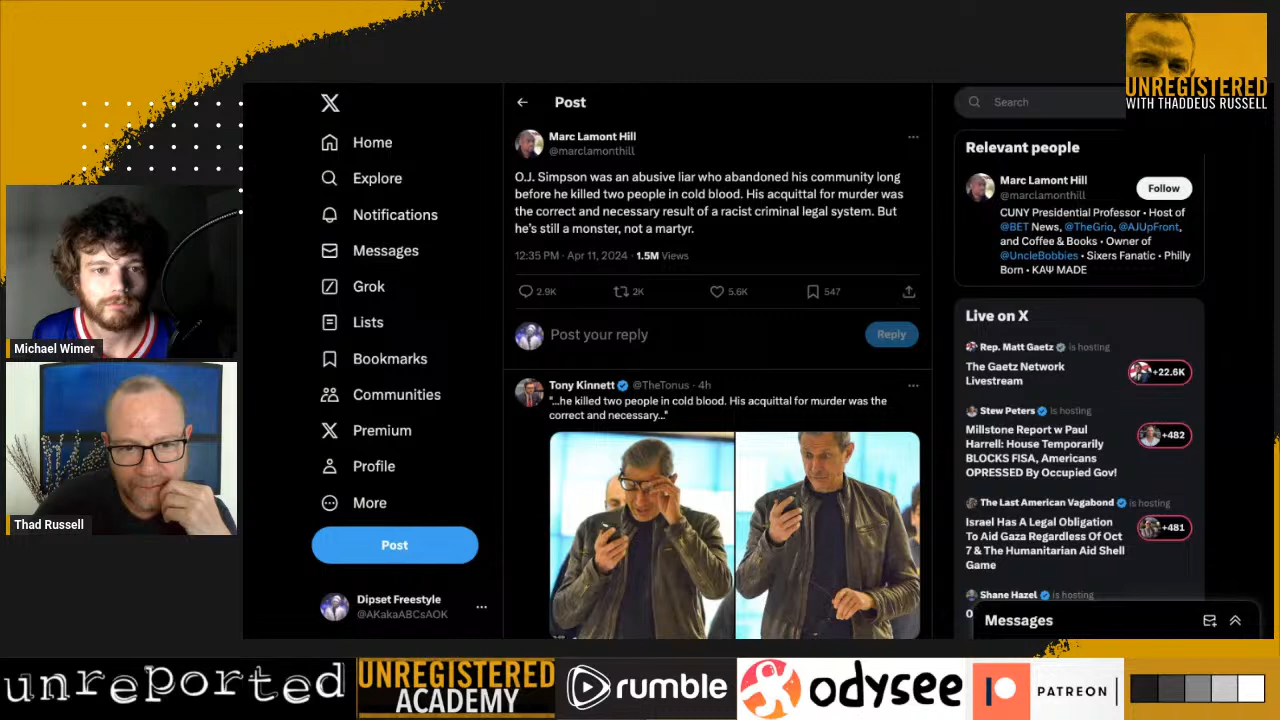 UNREGISTERED
WITH THADDEUS RUSSELL
Michael Wimer
Thad Russell
X
Home
Explore
Notifications
Messages
Grok
Lists
Bookmarks
Communities
Premium
Profile
More
Post
Dipset Freestyle
@AKakaABCsAOK
Post
Marc Lamont Hill
@marclamonthill
O.J. Simpson was an abusive liar who abandoned his community long
before he killed two people in cold blood. His acquittal for murder was
the correct and necessary result of a racist criminal legal system. But
he's still a monster, not a martyr.
12:35 PM · Apr 11, 2024 · 1.5M Views
2.9K 2K 5.6K 547
Post your reply
Reply
Tony Kinnett @TheTonus · 4h
"...he killed two people in cold blood. His acquittal for murder was the
correct and necessary..."
Search
Relevant people
Marc Lamont Hill
@marclamonthill
Follow
CUNY Presidential Professor • Host of
@BET News, @TheGrio, @AJUpFront,
and Coffee & Books • Owner of
@UncleBobbies • Sixers Fanatic • Philly
Born • KAΨ MADE
Live on X
Rep. Matt Gaetz is hosting
The Gaetz Network
Livestream
+22.6K
Stew Peters is hosting
Millstone Report w Paul
Harrell: House Temporarily
BLOCKS FISA, Americans
OPRESSED By Occupied Gov!
+482
The Last American Vagabond is hosting
Israel Has A Legal Obligation
To Aid Gaza Regardless Of Oct
7 & The Humanitarian Aid Shell
Game
+481
Shane Hazel is hosting
Messages
unreported
UNREGISTERED
ACADEMY
rumble
odysee
PATREON